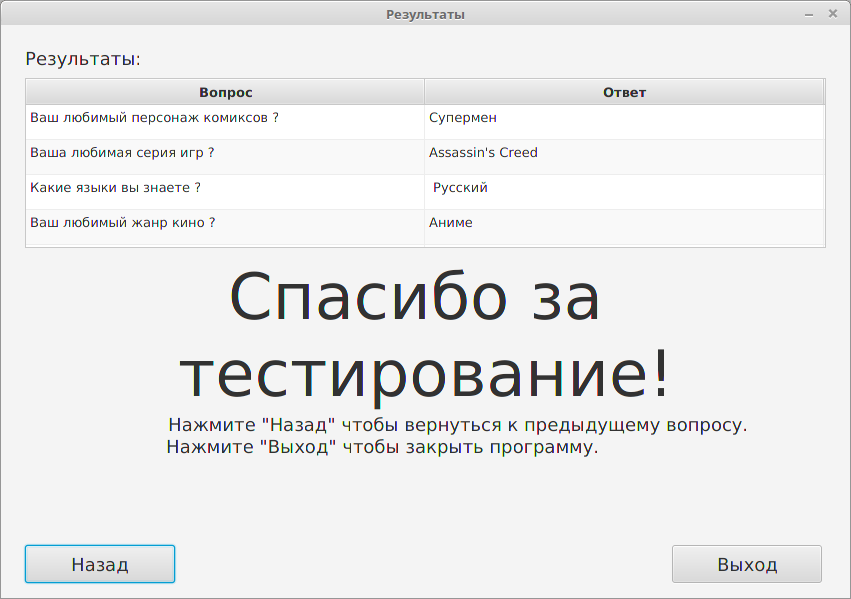 Результаты
Результаты:
Вопрос Ответ
Ваш любимый персонаж комиксов ? Супермен
Ваша любимая серия игр ? Assassin's Creed
Какие языки вы знаете ? Русский
Ваш любимый жанр кино ? Аниме
Спасибо за
тестирование!
Нажмите "Назад" чтобы вернуться к предыдущему вопросу.
Нажмите "Выход" чтобы закрыть программу.
Назад Выход